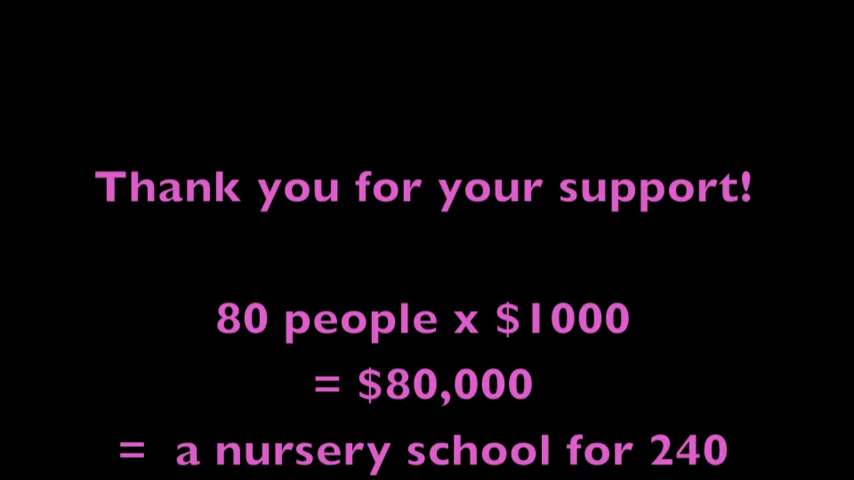 Thank you for your support!
80 people x $1000
= $80,000
= a nursery school for 240